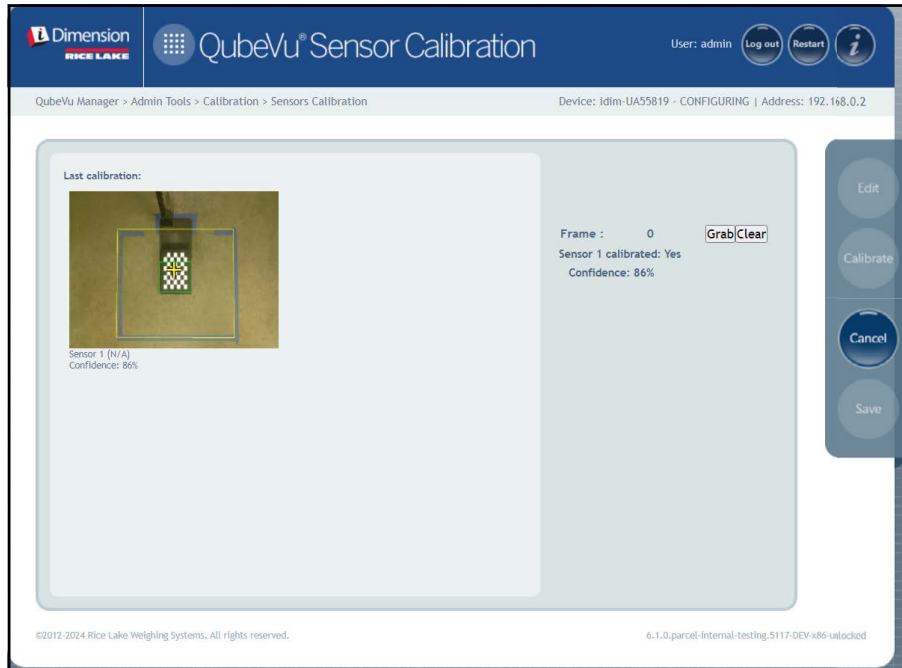 iDimension
RICE LAKE
QubeVu® Sensor Calibration
User: admin
Log out
Restart
i
QubeVu Manager > Admin Tools > Calibration > Sensors Calibration
Device: idim-UA55819 - CONFIGURING | Address: 192.168.0.2
Last calibration:
Sensor 1 (N/A)
Confidence: 86%
Frame : 0 Grab Clear
Sensor 1 calibrated: Yes
Confidence: 86%
Edit
Calibrate
Cancel
Save
©2012-2024 Rice Lake Weighing Systems. All rights reserved.
6.1.0.parcel-internal-testing.5117-DEV-x86-unlocked